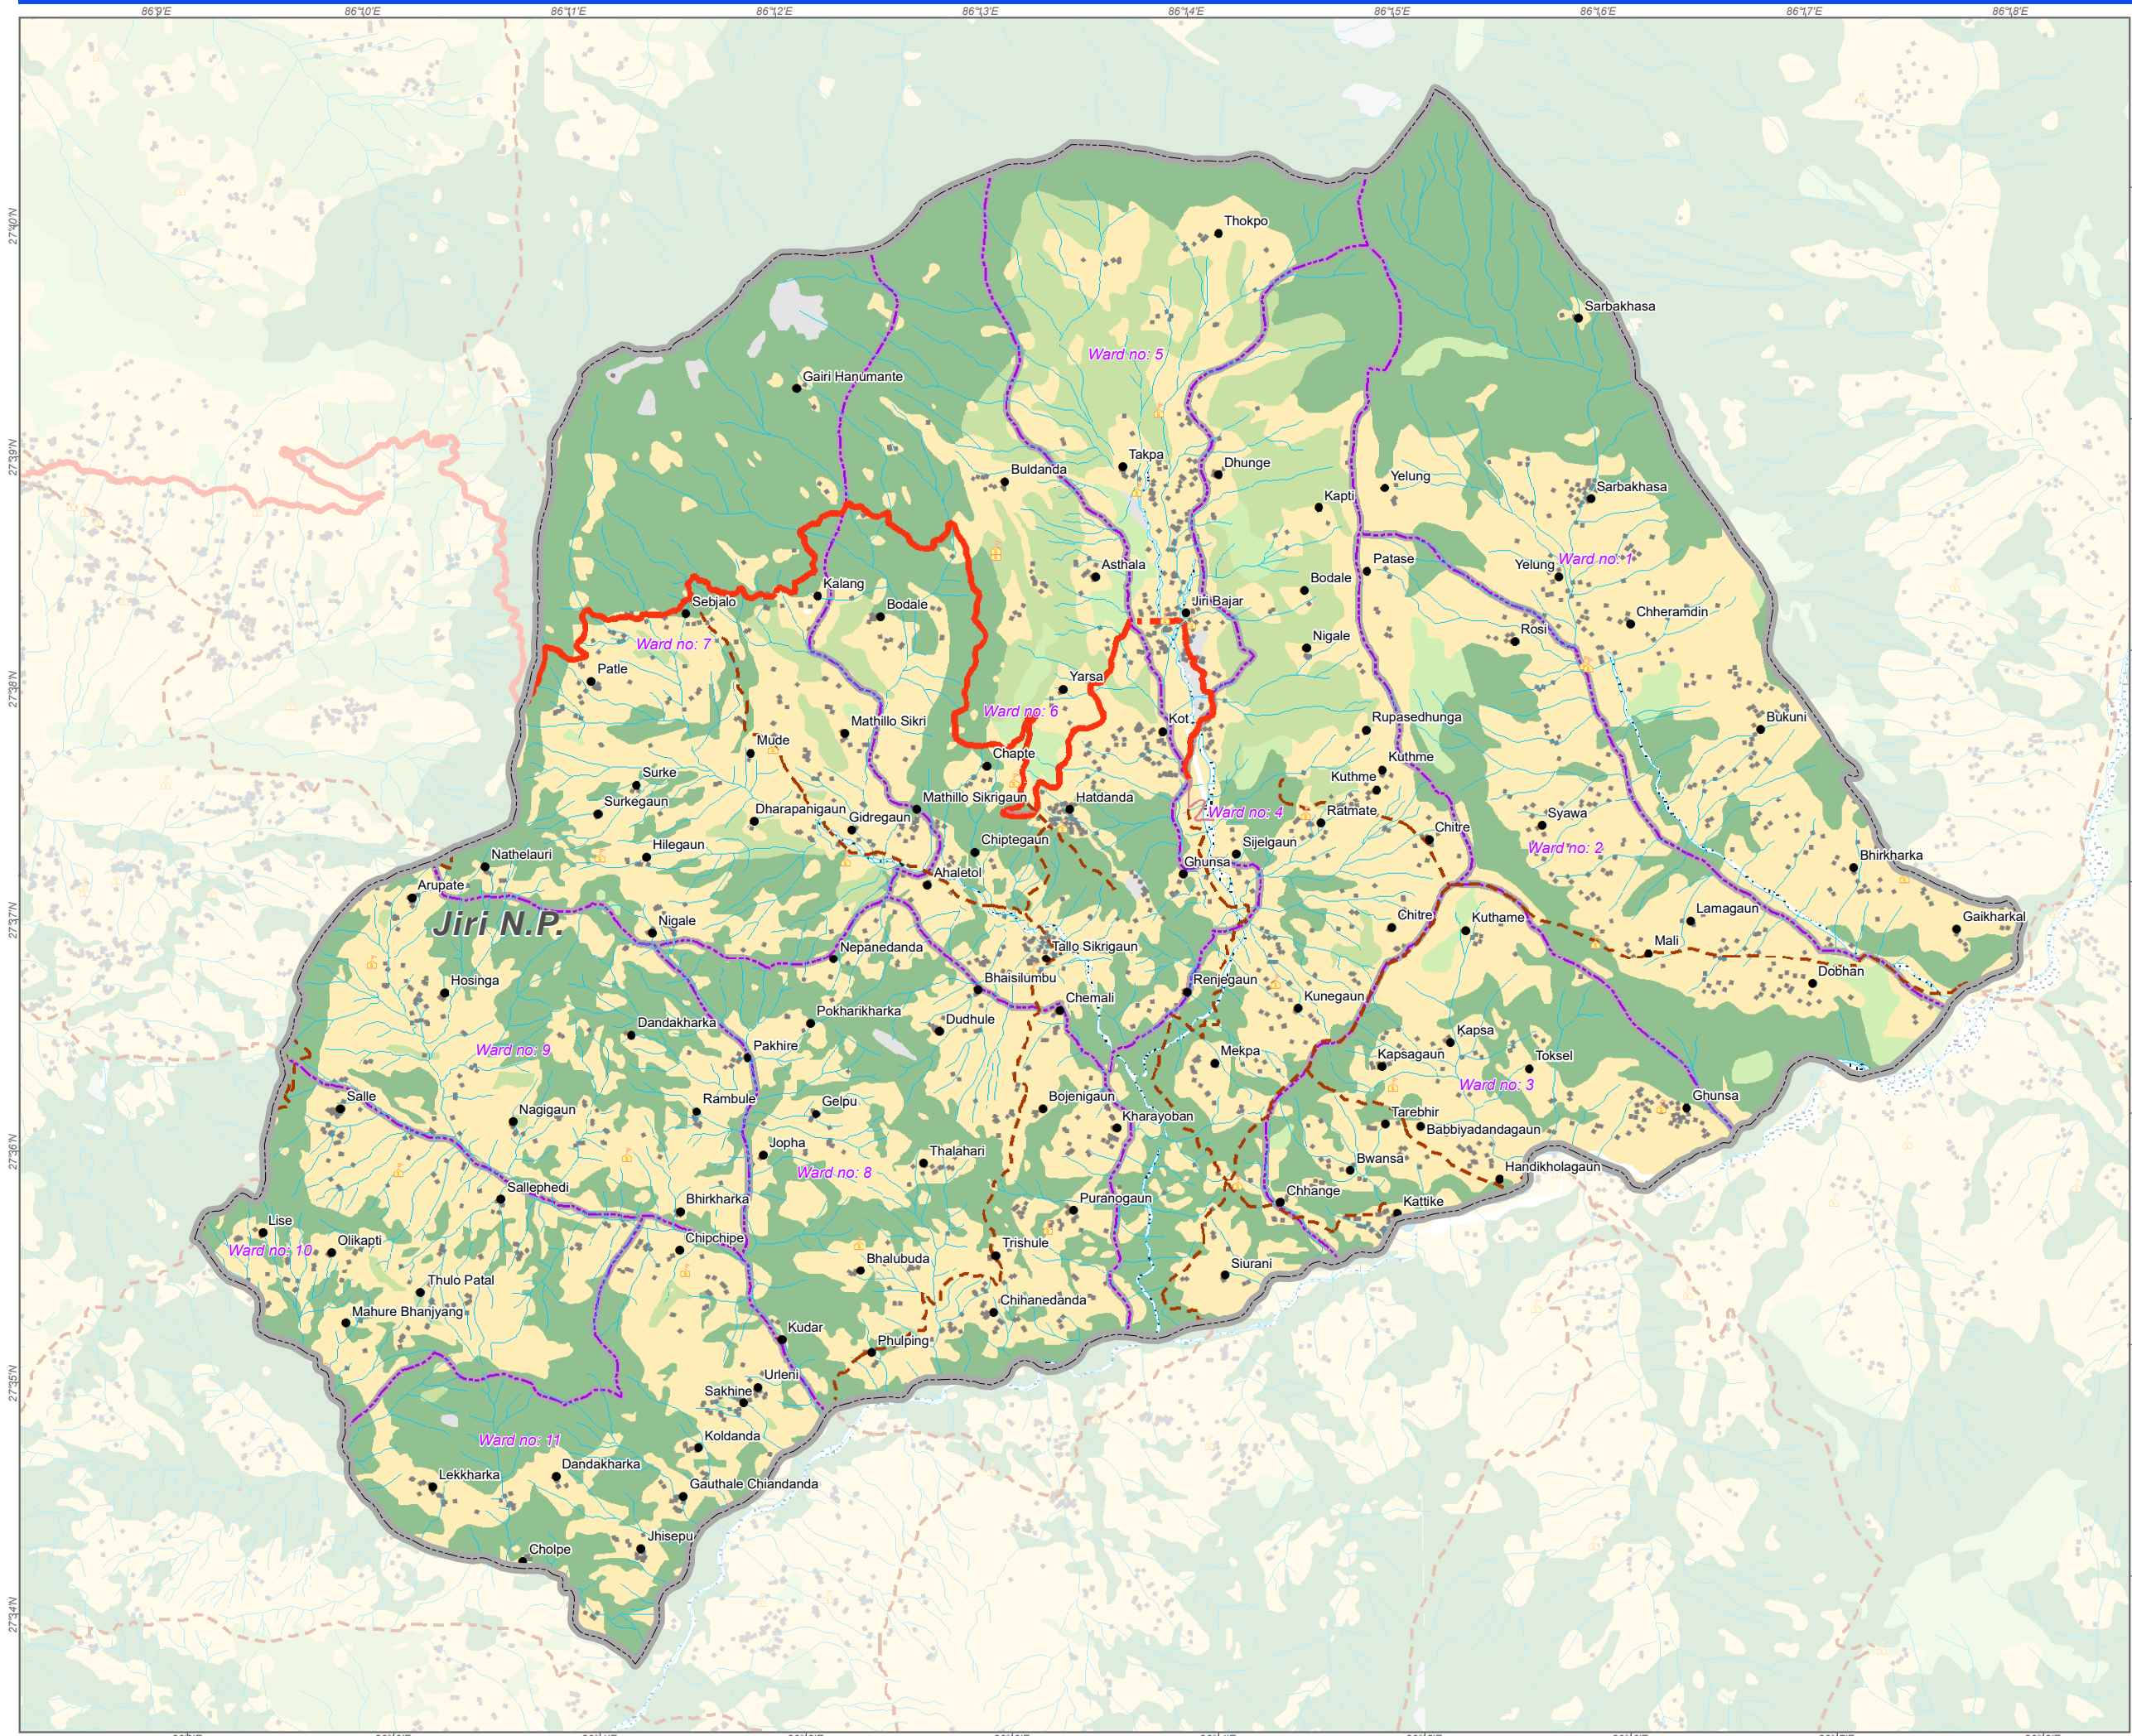 86°9'E 86°10'E 86°11'E 86°12'E 86°13'E 86°14'E 86°15'E 86°16'E 86°17'E 86°18'E
27°40'N
Thokpo
Sarbakhasa
Ward no: 5
Gairi Hanumante
27°39'N
Takpa
Dhunge
Buldanda
Yelung
Kapti
Sarbakhasa
Ward no: 1
Asthala
Patase
Yelung
Kalang
Bodale
Sebjalo
Bodale
Jiri Bajar
Chheramdin
Rosi
Nigale
Ward no: 7
27°38'N
Patle
Yarsa
Ward no: 6
Mathillo Sikri
Kot
Rupasedhunga
Bukuni
Mude
Chapte
Kuthme
Surke
Kuthme
Surkegaun
Dharapanigaun
Mathillo Sikrigaun
Hatdanda
Ward no: 4
Ratmate
Syawa
Gidregaun
Chitre
Hilegaun
Chiptegaun
Sijelgaun
Ward no: 2
Nathelauri
Ghunsa
Bhirkharka
Arupate
Ahaletol
27°37'N
Jiri N.P.
Nigale
Chitre
Kuthame
Lamagaun
Gaikharkal
Nepanedanda
Tallo Sikrigaun
Mali
Hosinga
Bhaisilumbu
Renjegaun
Dobhan
Chemali
Kunegaun
Pokharikharka
Dudhule
Dandakharka
Kapsa
Ward no: 9
Pakhire
Mekpa
Kapsagaun
Toksel
Ward no: 3
Salle
Rambule
Gelpu
Bojenigaun
Ghunsa
Nagigaun
Kharayoban
Tarebhir
Babbiyadandagaun
27°36'N
Jopha
Thalahari
Bwansa
Handikholagaun
Ward no: 8
Sallephedi
Bhirkharka
Puranogaun
Chhange
Kattike
Lise
Olikapti
Chipchipe
Trishule
Ward no: 10
Bhalubuda
Siurani
Thulo Patal
Mahure Bhanjyang
Chihanedanda
Kudar
Phulping
27°35'N
Urleni
Sakhine
Ward no: 11
Koldanda
Lekkharka
Dandakharka
Gauthale Chiandanda
Cholpe
Jhisepu
27°34'N